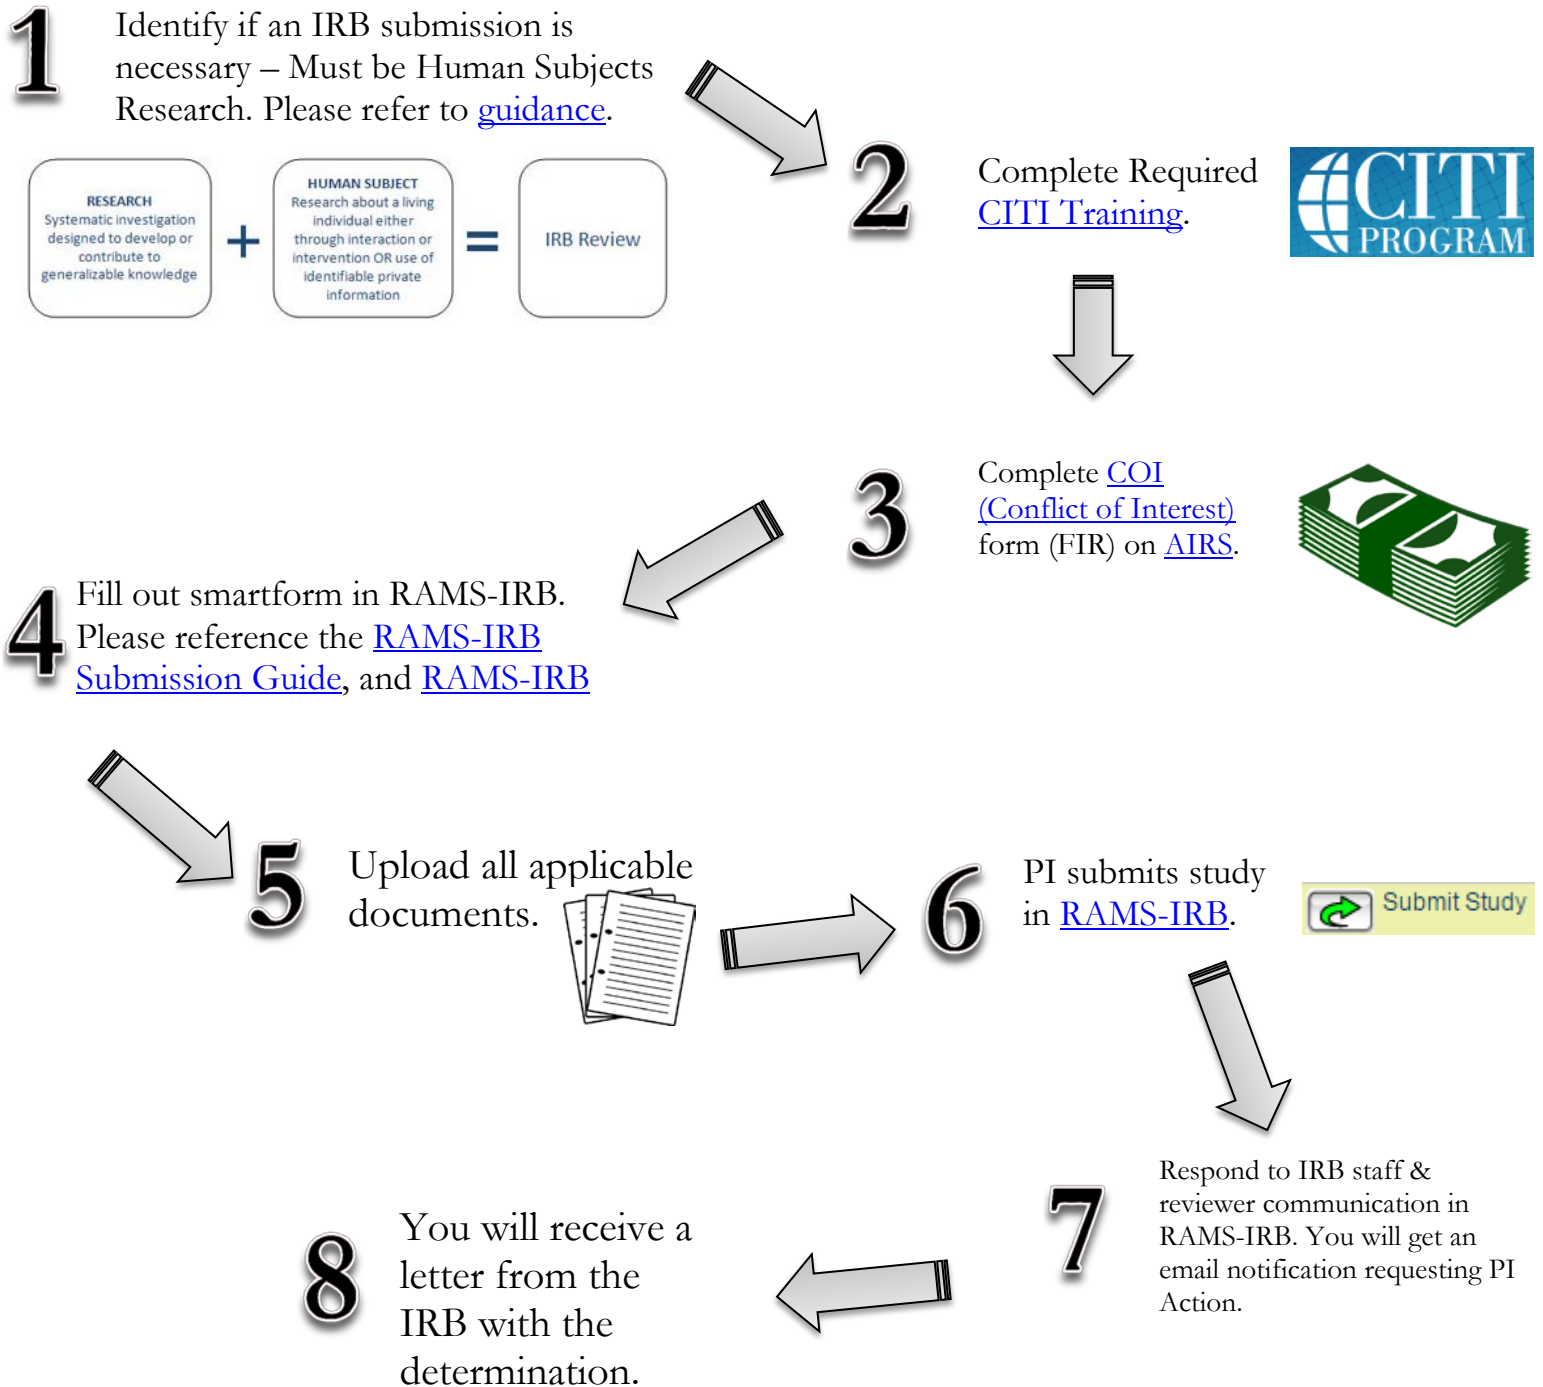 1
Identify if an IRB submission is
necessary – Must be Human Subjects
Research. Please refer to guidance.
RESEARCH
Systematic investigation
designed to develop or
contribute to
generalizable knowledge
+
HUMAN SUBJECT
Research about a living
individual either
through interaction or
intervention OR use of
identifiable private
information
=
IRB Review
2
Complete Required
CITI Training.
CITI
PROGRAM
3
Complete COI
(Conflict of Interest)
form (FIR) on AIRS.
4
Fill out smartform in RAMS-IRB.
Please reference the RAMS-IRB
Submission Guide, and RAMS-IRB
5
Upload all applicable
documents.
6
PI submits study
in RAMS-IRB.
Submit Study
7
Respond to IRB staff &
reviewer communication in
RAMS-IRB. You will get an
email notification requesting PI
Action.
8
You will receive a
letter from the
IRB with the
determination.